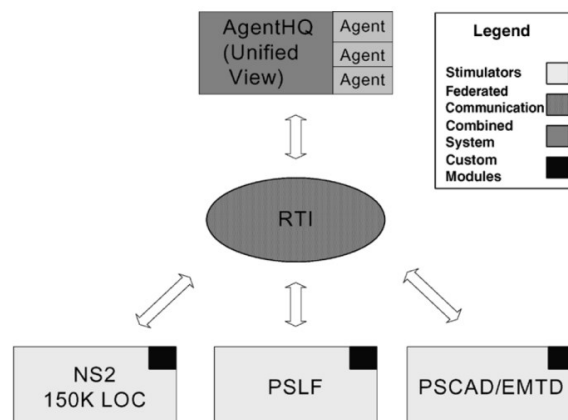 AgentHQ
(Unified
View)
Agent
Agent
Agent
Legend
Stimulators
Federated
Communication
Combined
System
Custom
Modules
RTI
NS2
150K LOC
PSLF
PSCAD/EMTD